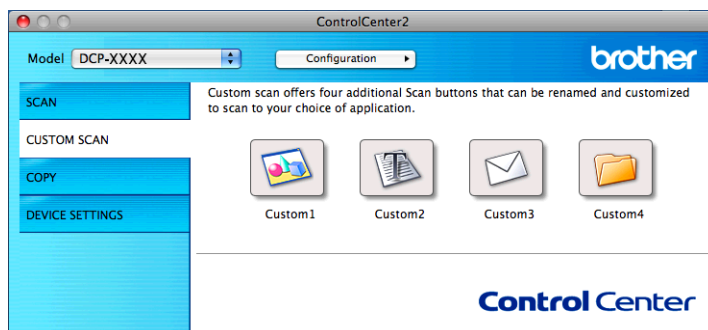 ControlCenter2
Model DCP-XXXX Configuration brother
SCAN
CUSTOM SCAN
COPY
DEVICE SETTINGS
Custom scan offers four additional Scan buttons that can be renamed and customized
to scan to your choice of application.
T
Custom1 Custom2 Custom3 Custom4
Control Center